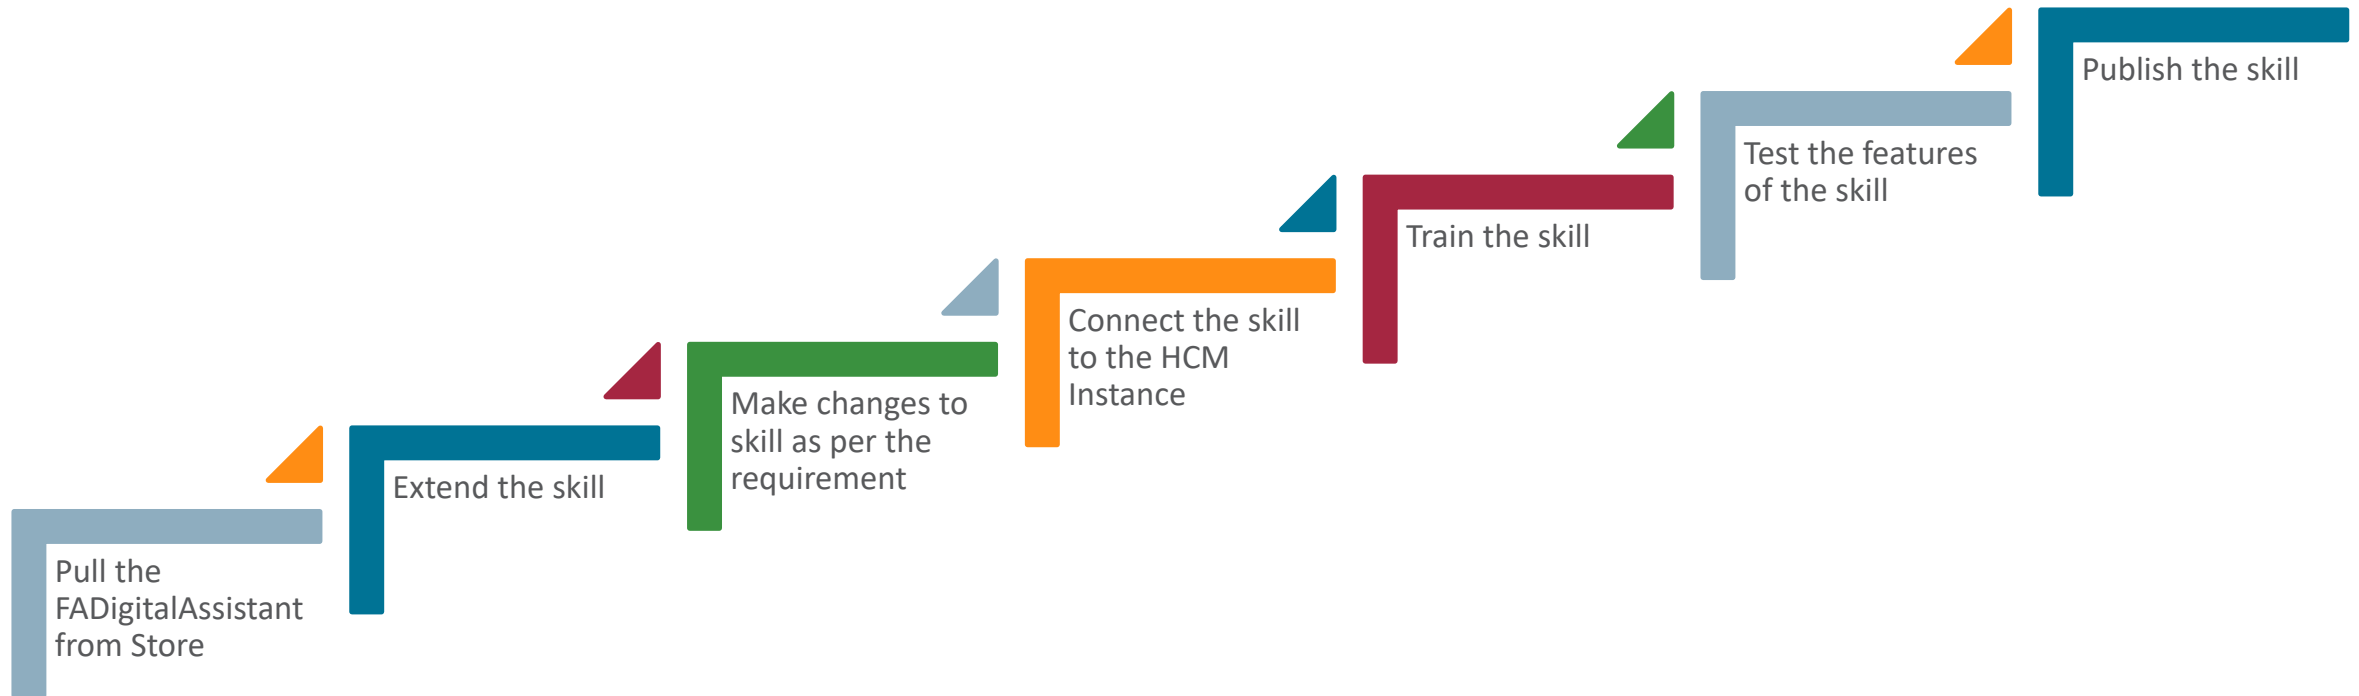 Pull the
FADigitalAssistant
from Store
Extend the skill
Make changes to
skill as per the
requirement
Connect the skill
to the HCM
Instance
Train the skill
Test the features
of the skill
Publish the skill